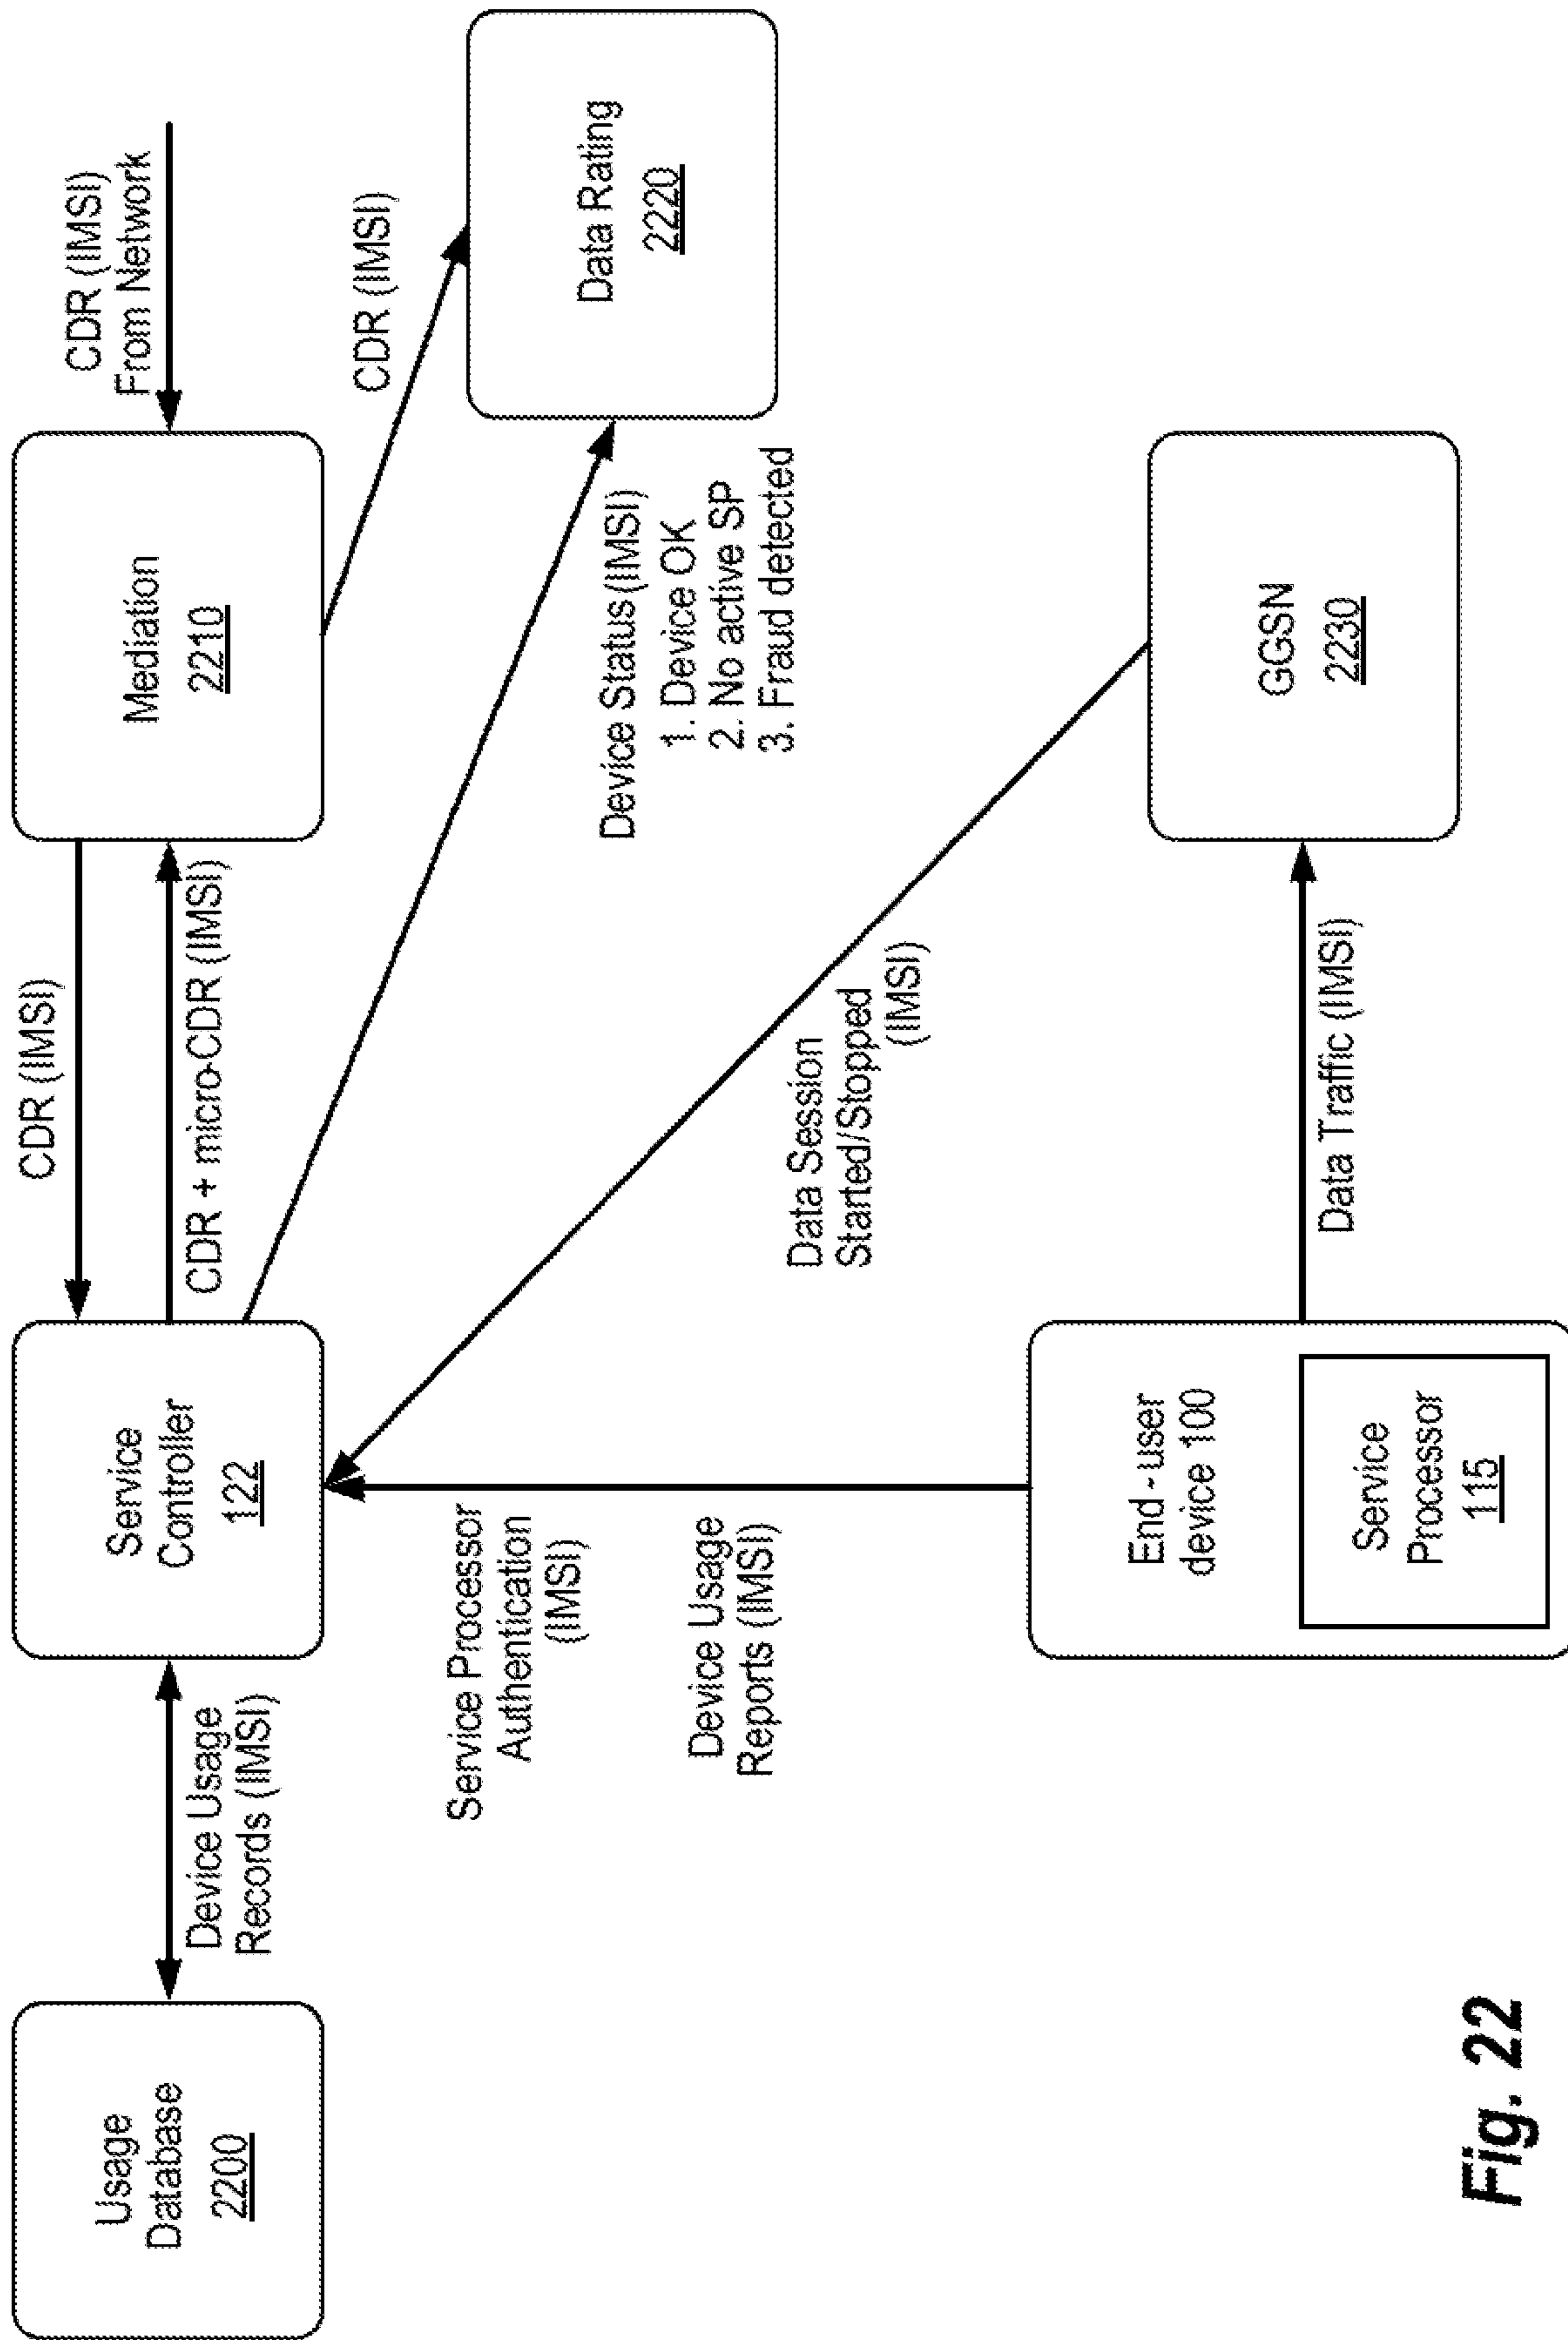 Usage
Database
2200
Device Usage
Records (IMSI)
Service
Controller
122
CDR (IMSI)
CDR + micro-CDR (IMSI)
Mediation
2210
CDR (IMSI)
From Network
CDR (IMSI)
Data Rating
2220
Device Status (IMSI)
1. Device OK
2. No active SP
3. Fraud detected
Service Processor
Authentication
(IMSI)
Device Usage
Reports (IMSI)
Data Session
Started/Stopped
(IMSI)
End-user
device 100
Service
Processor
115
Data Traffic (IMSI)
GGSN
2230
Fig. 22